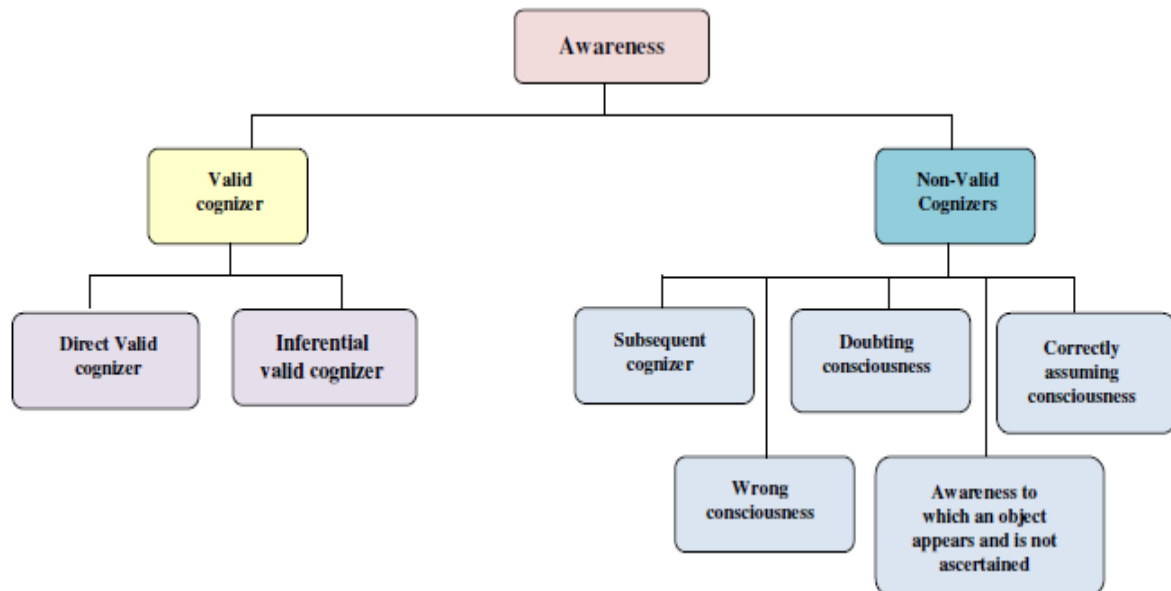 Awareness
Valid
cognizer
Non-Valid
Cognizers
Direct Valid
cognizer
Inferential
valid cognizer
Subsequent
cognizer
Doubting
consciousness
Correctly
assuming
consciousness
Wrong
consciousness
Awareness to
which an object
appears and is not
ascertained